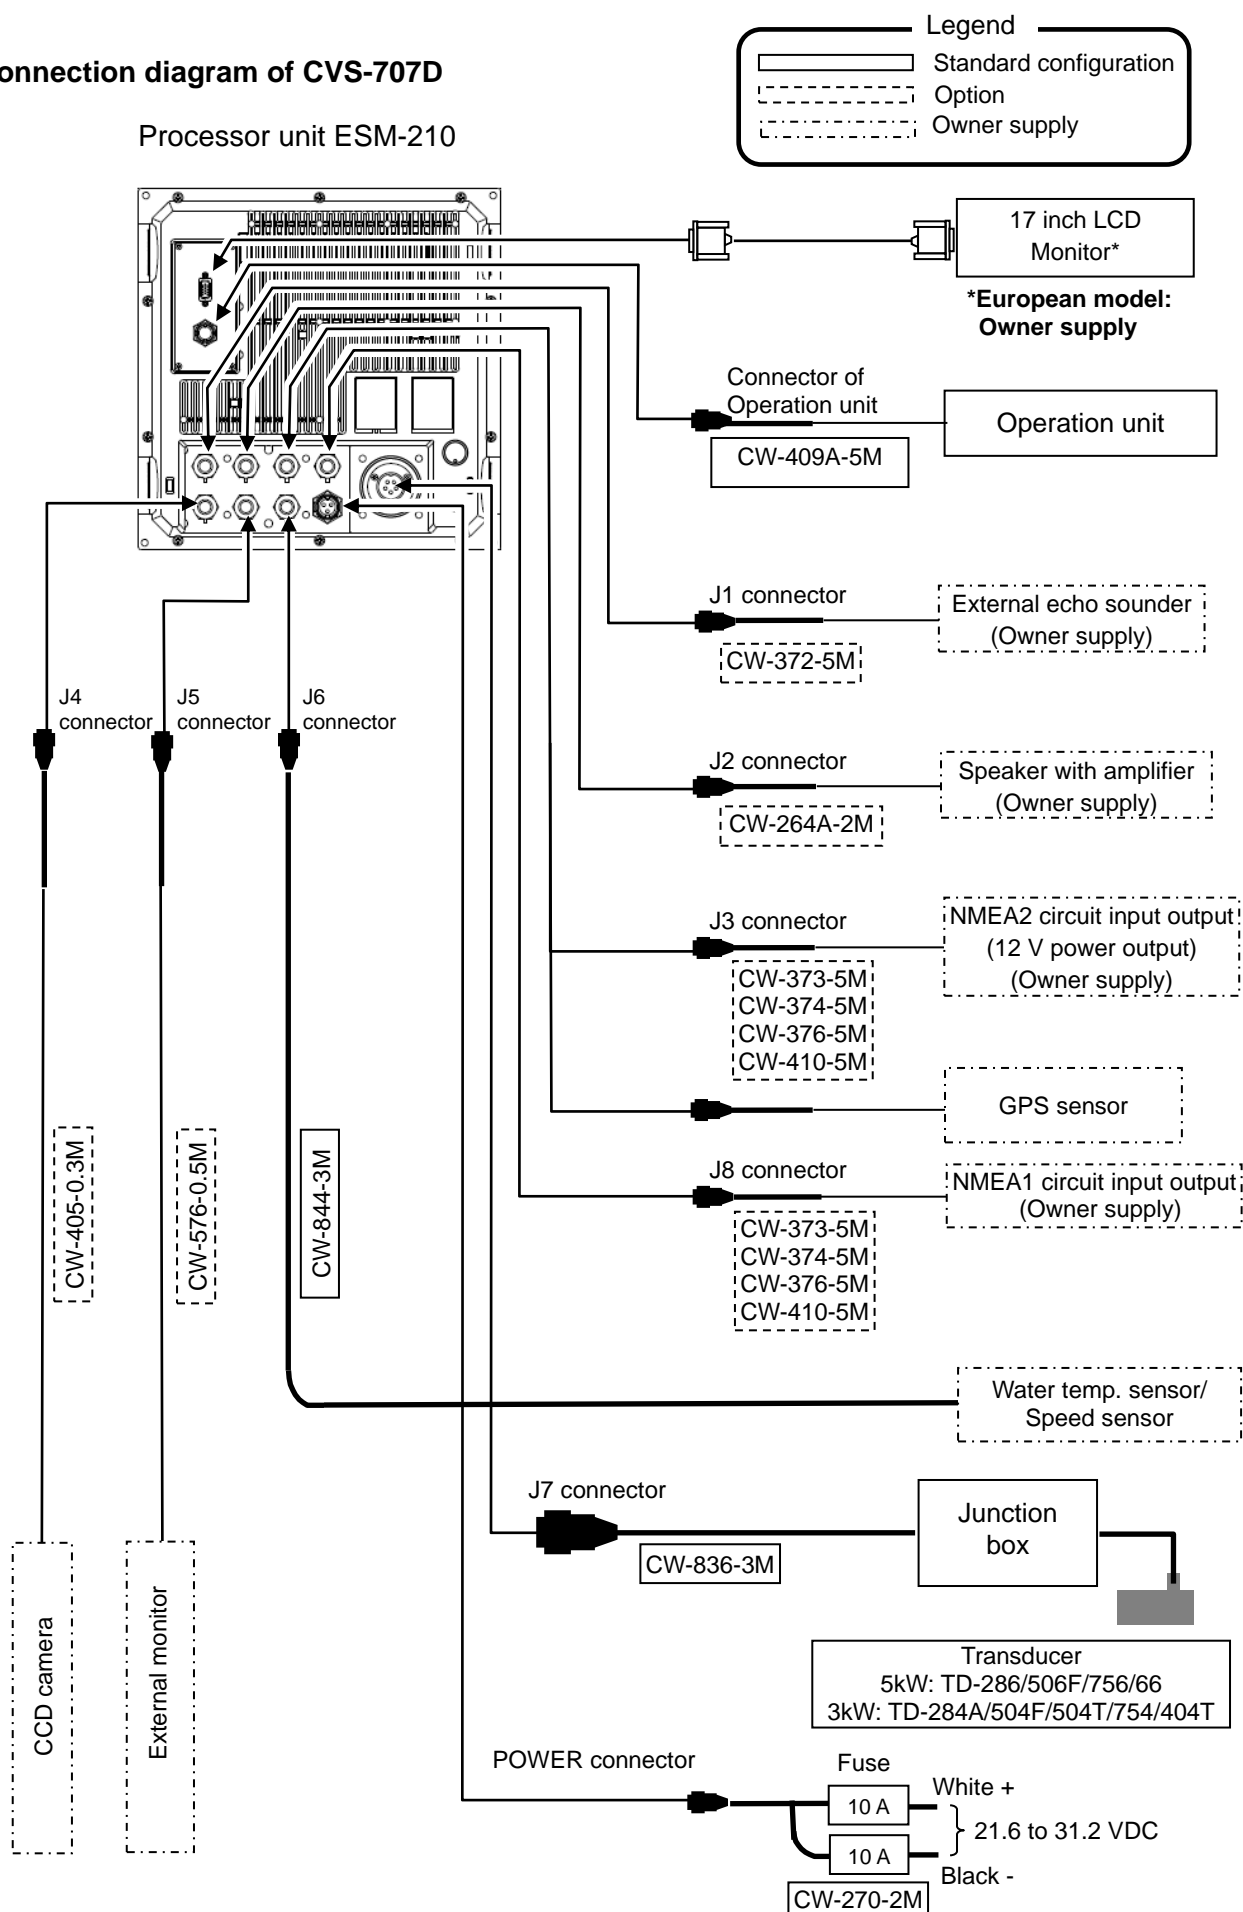 onnection diagram of CVS-707D
Legend
Standard configuration
Option
Owner supply
Processor unit ESM-210
17 inch LCD
Monitor*
*European model:
Owner supply
Connector of
Operation unit
CW-409A-5M
Operation unit
J1 connector
CW-372-5M
External echo sounder
(Owner supply)
J4
connector
J5
connector
J6
connector
J2 connector
CW-264A-2M
Speaker with amplifier
(Owner supply)
J3 connector
CW-373-5M
CW-374-5M
CW-376-5M
CW-410-5M
NMEA2 circuit input output
(12 V power output)
(Owner supply)
GPS sensor
J8 connector
CW-373-5M
CW-374-5M
CW-376-5M
CW-410-5M
NMEA1 circuit input output
(Owner supply)
CW-405-0.3M
CW-576-0.5M
CW-844-3M
Water temp. sensor/
Speed sensor
J7 connector
CW-836-3M
Junction
box
CCD camera
External monitor
Transducer
5kW: TD-286/506F/756/66
3kW: TD-284A/504F/504T/754/404T
POWER connector
Fuse
10 A
10 A
White +
21.6 to 31.2 VDC
Black -
CW-270-2M